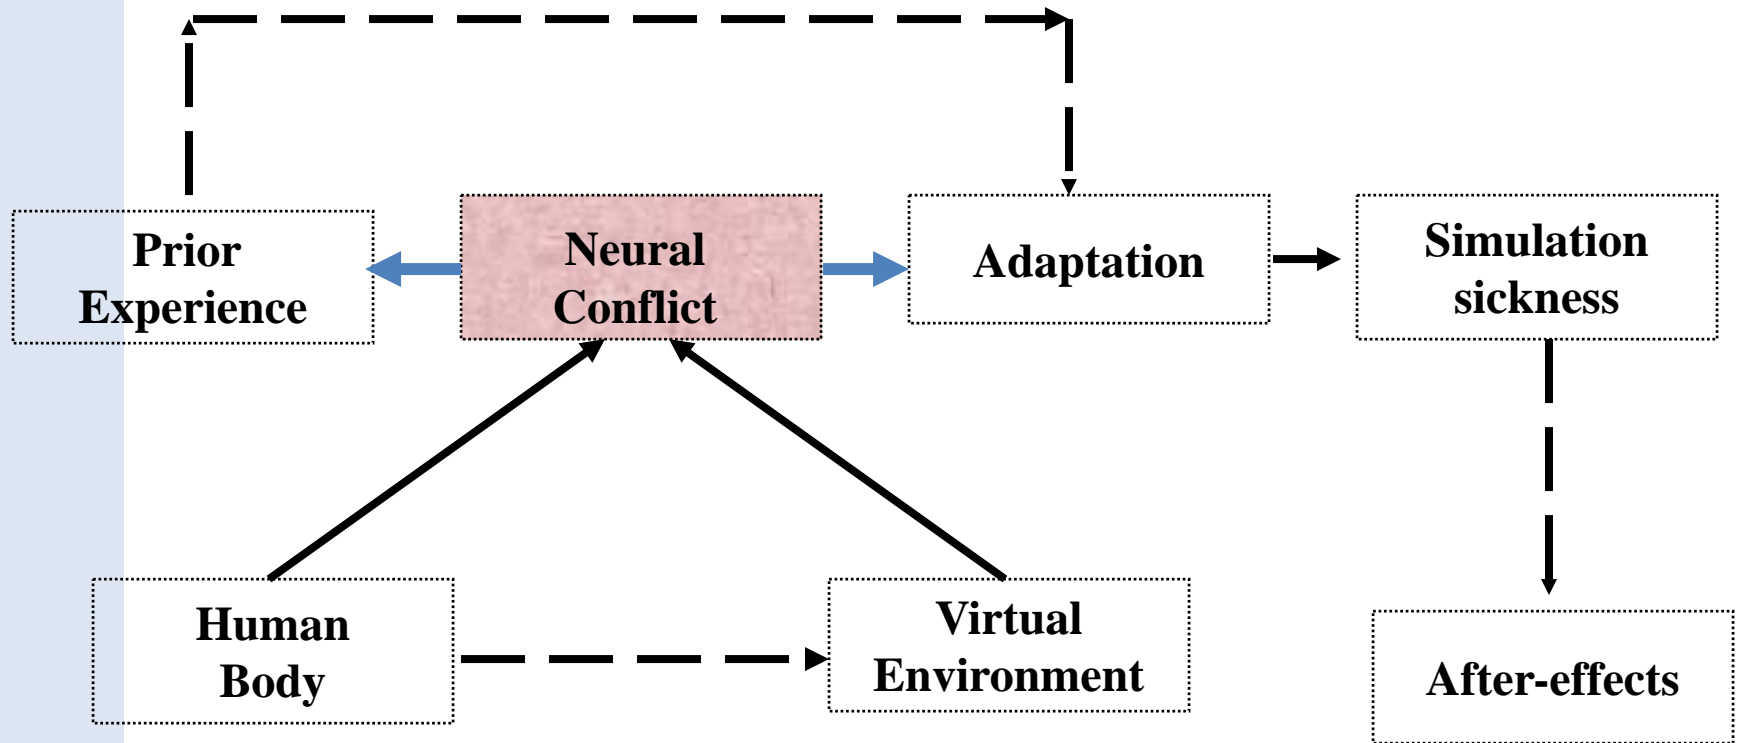 Prior
Experience
Neural
Conflict
Adaptation
Simulation
sickness
Human
Body
Virtual
Environment
After-effects